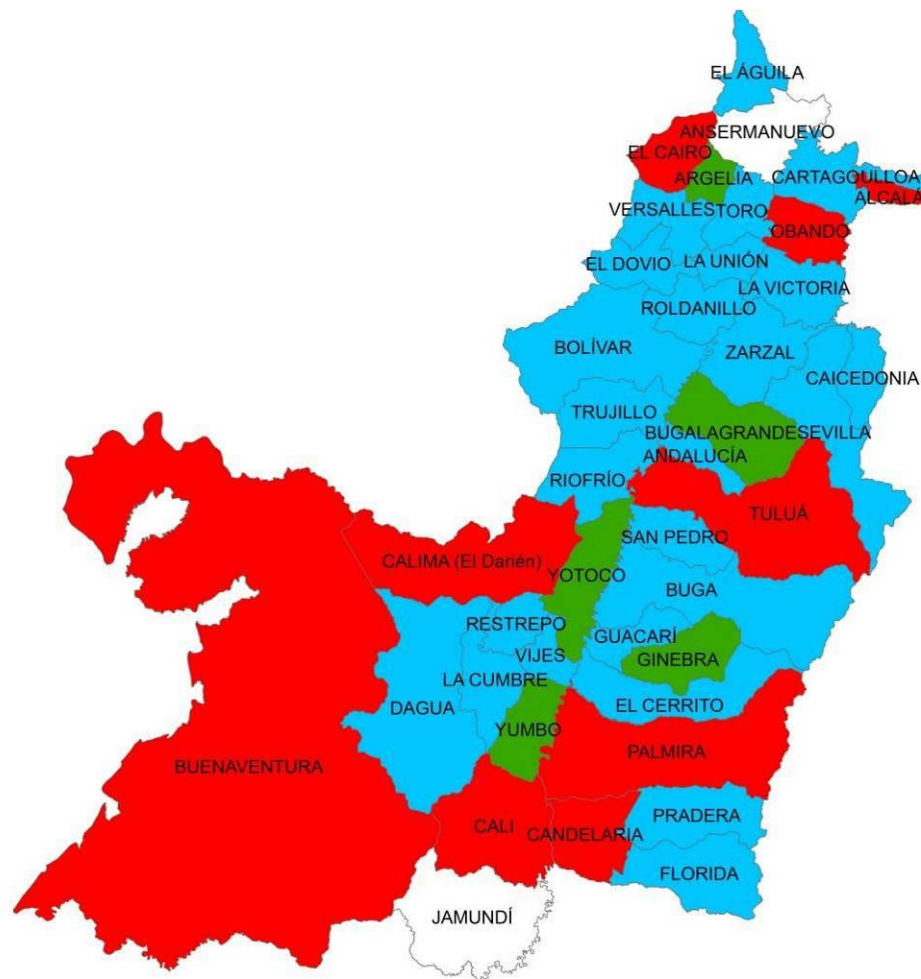 EL ÁGUILA
ANSERMANUEVO
EL CAIRO
ARGELIA
CARTAGO
ULLOA
ALCALA
VERSALLES
TORO
OBANDO
EL DOVIO
LA UNIÓN
LA VICTORIA
ROLDANILLO
BOLÍVAR
ZARZAL
CAICEDONIA
TRUJILLO
BUGALAGRANDE
SEVILLA
ANDALUCÍA
RIOFRÍO
TULUÁ
SAN PEDRO
CALIMA (El Darién)
YOTOCO
BUGA
RESTREPO
GUACARÍ
VIJES
GINEBRA
LA CUMBRE
DAGUA
EL CERRITO
YUMBO
PALMIRA
BUENAVENTURA
PRADERA
CALI
CANDELARIA
FLORIDA
JAMUNDÍ